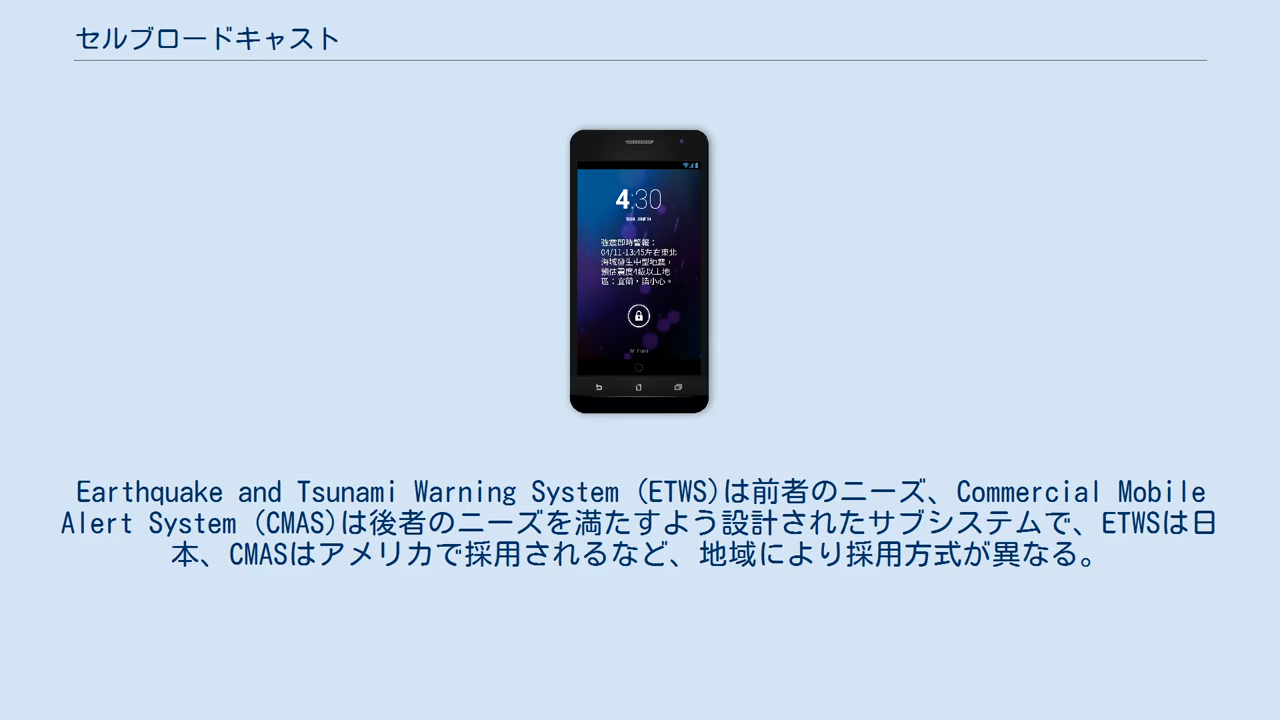 セルブロードキャスト
4:30
強震即時警報：
04/11-13:45左右東北
海域發生中型地震，
預估震度4級以上地
區：宜蘭，請小心。
Earthquake and Tsunami Warning System (ETWS)は前者のニーズ、Commercial Mobile
Alert System (CMAS)は後者のニーズを満たすよう設計されたサブシステムで、ETWSは日
本、CMASはアメリカで採用されるなど、地域により採用方式が異なる。